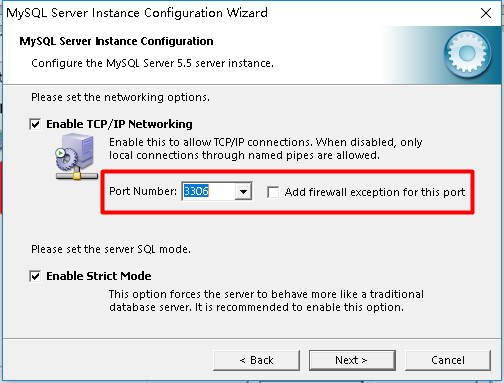 MySQL Server Instance Configuration Wizard
MySQL Server Instance Configuration
Configure the MySQL Server 5.5 server instance.
Please set the networking options.
Enable TCP/IP Networking
Enable this to allow TCP/IP connections. When disabled, only
local connections through named pipes are allowed.
Port Number: 3306 Add firewall exception for this port
Please set the server SQL mode.
Enable Strict Mode
This option forces the server to behave more like a traditional
database server. It is recommended to enable this option.
< Back Next > Cancel